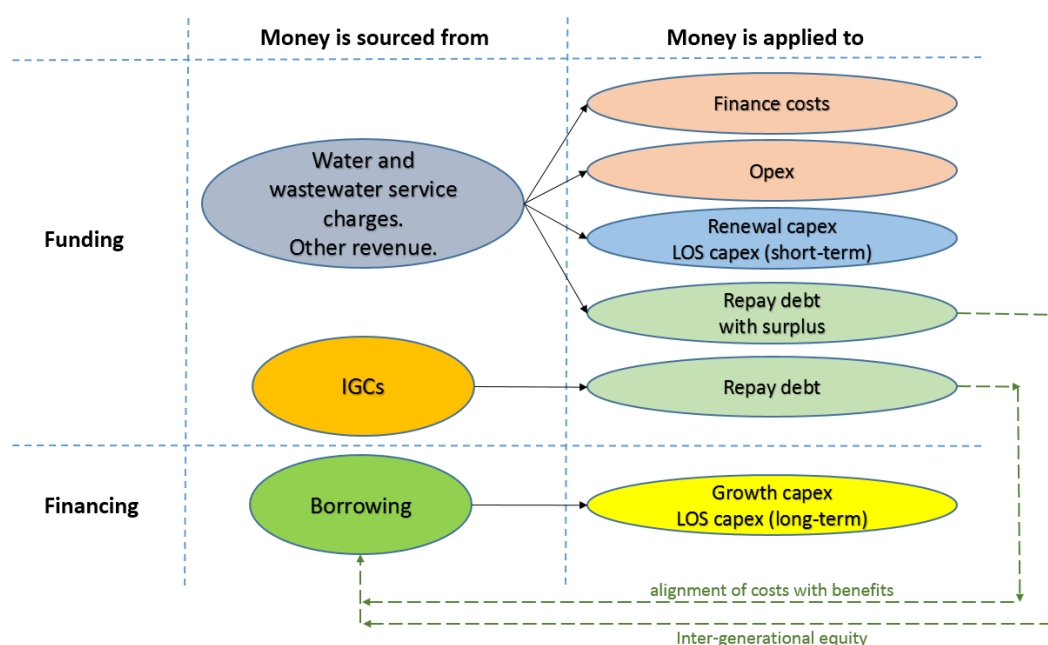 Money is sourced from
Money is applied to
Funding
Water and
wastewater service
charges.
Other revenue.
Finance costs
Opex
Renewal capex
LOS capex (short-term)
Repay debt
with surplus
IGCs
Repay debt
Financing
Borrowing
Growth capex
LOS capex (long-term)
alignment of costs with benefits
Inter-generational equity